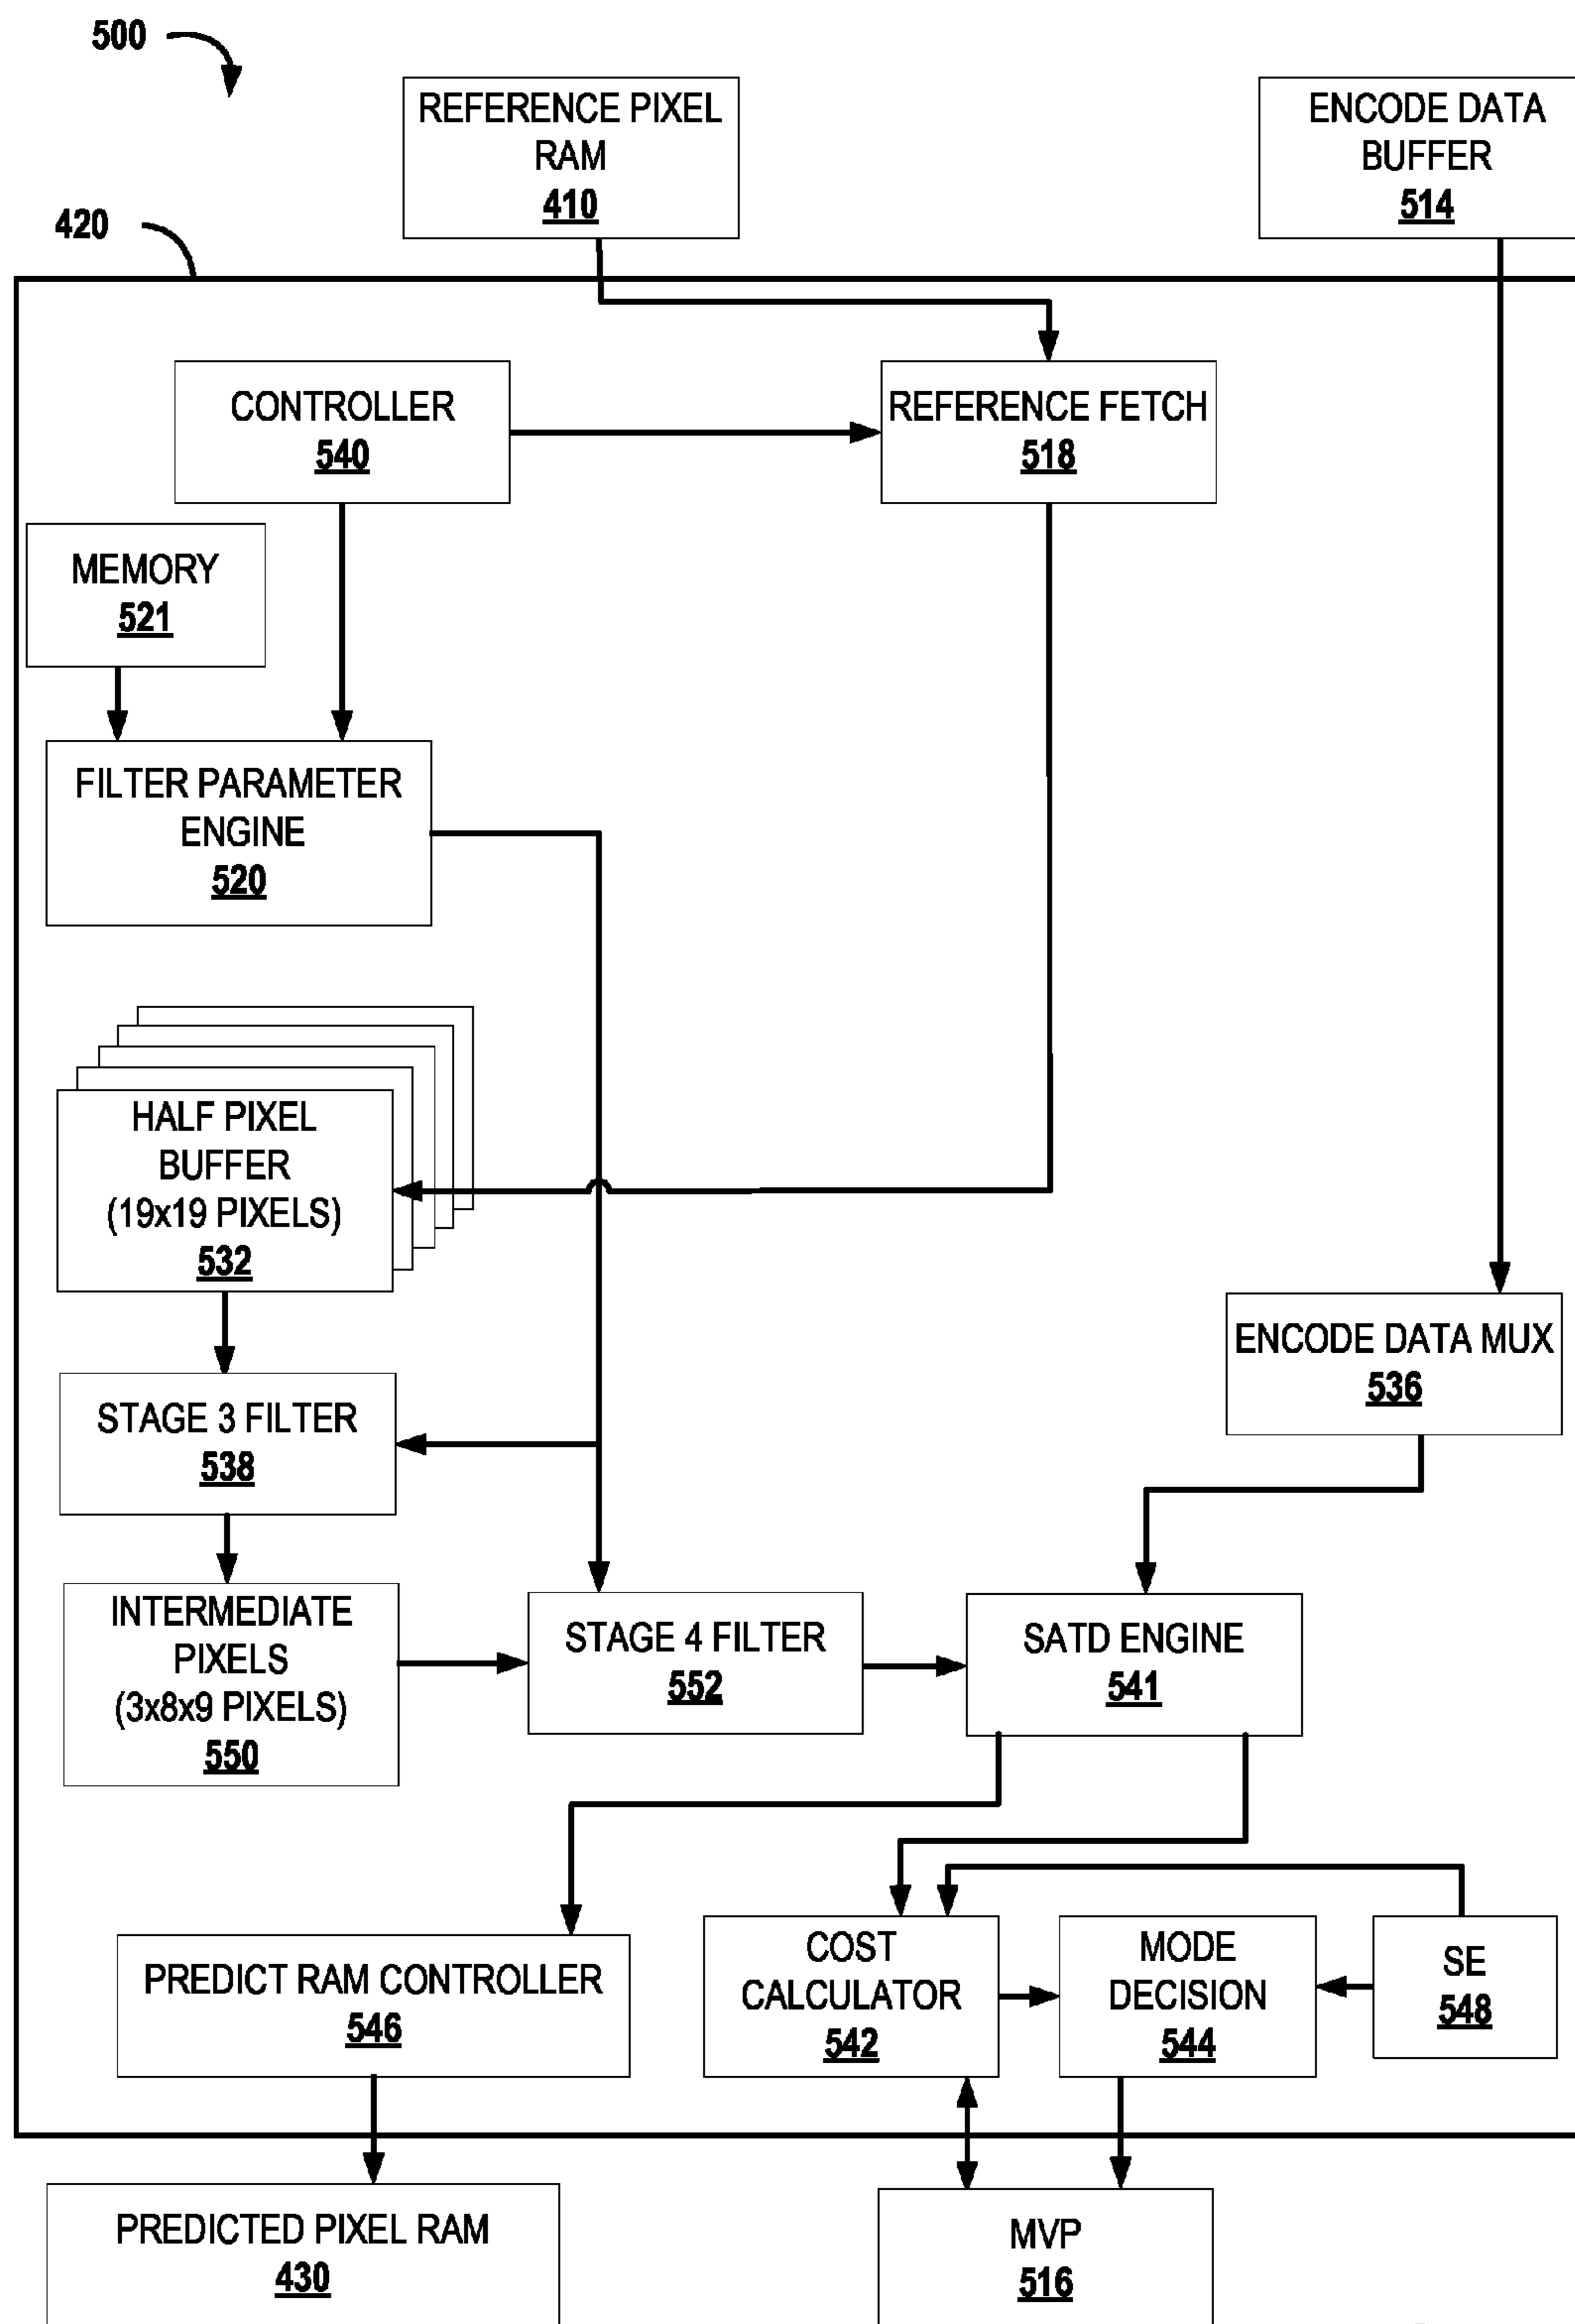 500
REFERENCE PIXEL
RAM
410
ENCODE DATA
BUFFER
514
420
CONTROLLER
540
REFERENCE FETCH
518
MEMORY
521
FILTER PARAMETER
ENGINE
520
HALF PIXEL
BUFFER
(19x19 PIXELS)
532
ENCODE DATA MUX
536
STAGE 3 FILTER
538
INTERMEDIATE
PIXELS
(3x8x9 PIXELS)
550
STAGE 4 FILTER
552
SATD ENGINE
541
PREDICT RAM CONTROLLER
546
COST
CALCULATOR
542
MODE
DECISION
544
SE
548
PREDICTED PIXEL RAM
430
MVP
516